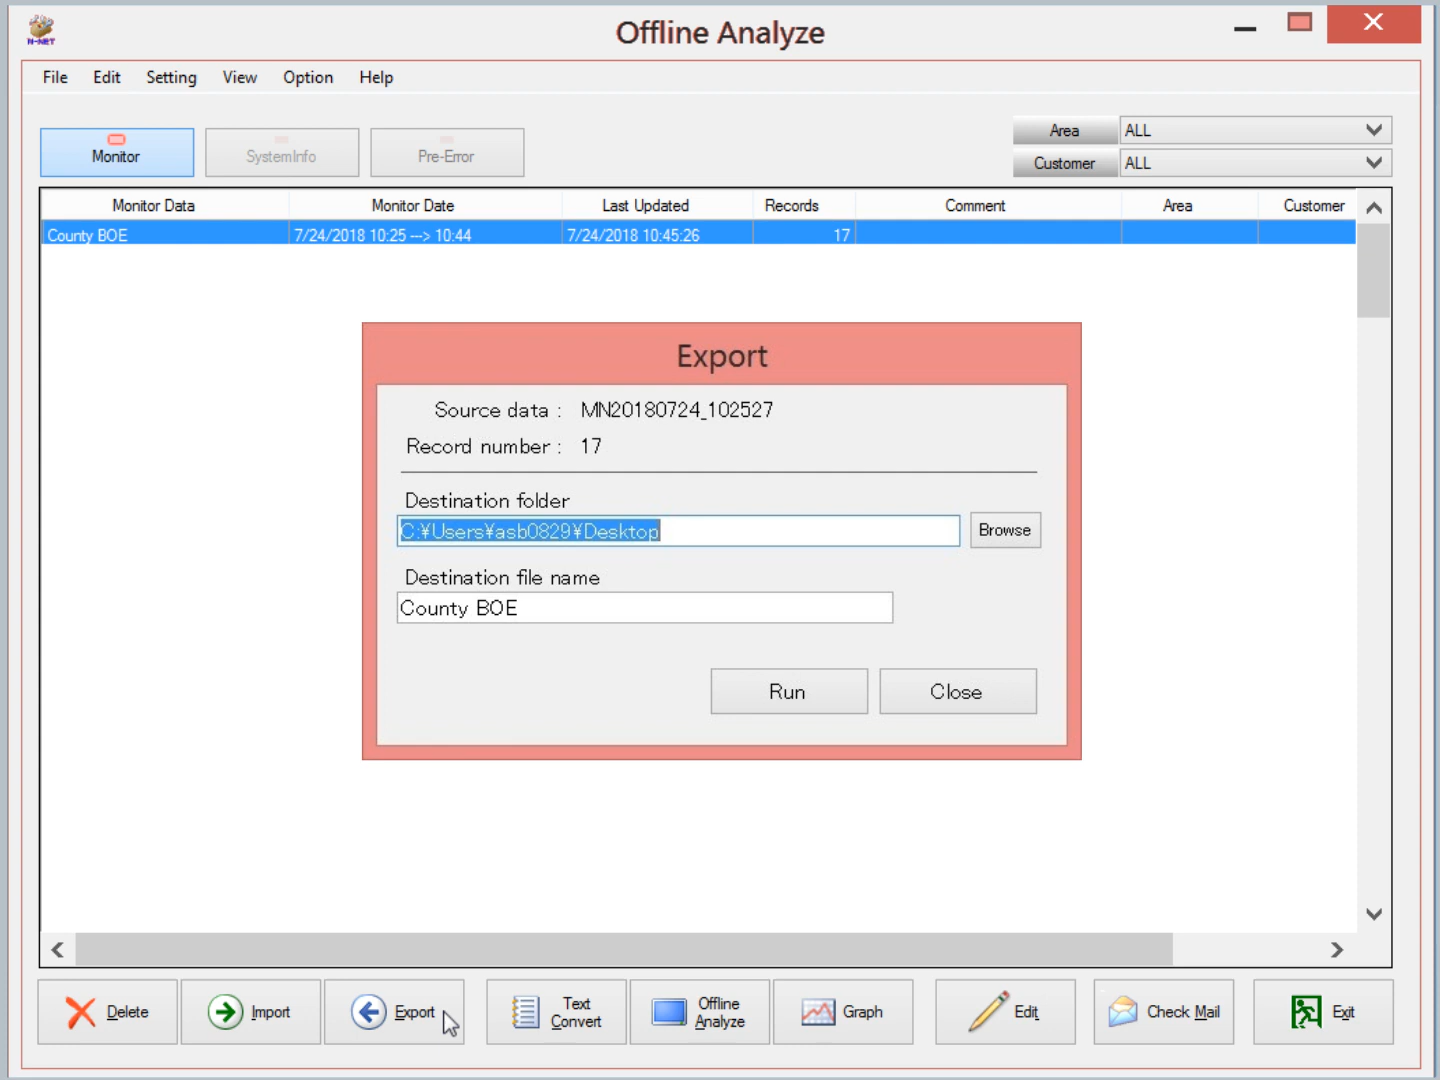 N-NET
Offline Analyze
File Edit Setting View Option Help
Monitor SystemInfo Pre-Error
Area ALL
Customer ALL
Monitor Data Monitor Date Last Updated Records Comment Area Customer
County BOE 7/24/2018 10:25 ---> 10:44 7/24/2018 10:45:26 17
Export
Source data : MN20180724_102527
Record number : 17
Destination folder
C:¥Users¥asb0829¥Desktop Browse
Destination file name
County BOE
Run Close
Delete Import Export Text Convert Offline Analyze Graph Edit Check Mail Exit